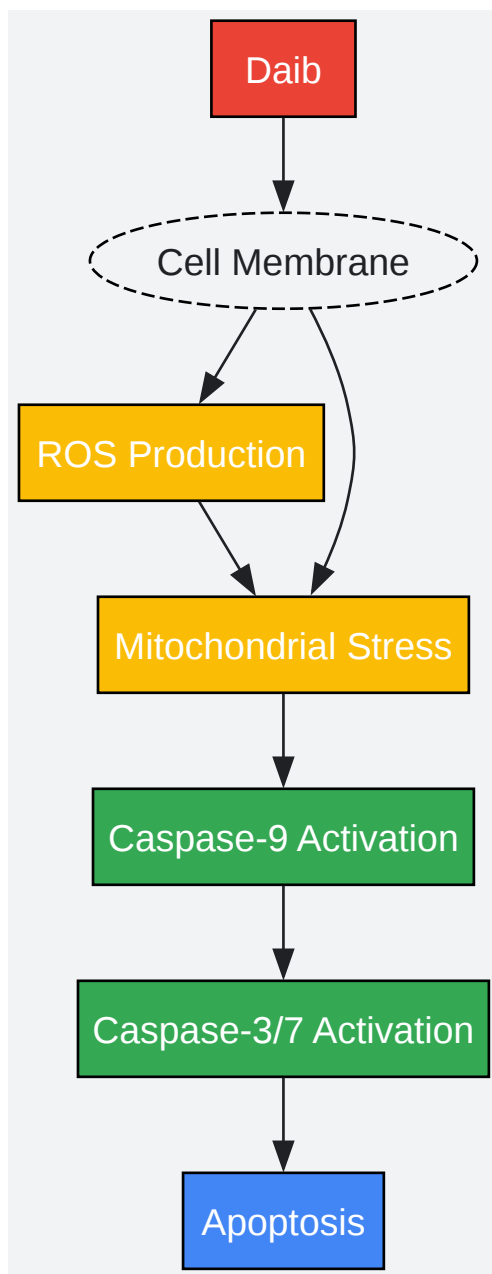 Daib
Cell Membrane
ROS Production
Mitochondrial Stress
Caspase-9 Activation
Caspase-3/7 Activation
Apoptosis